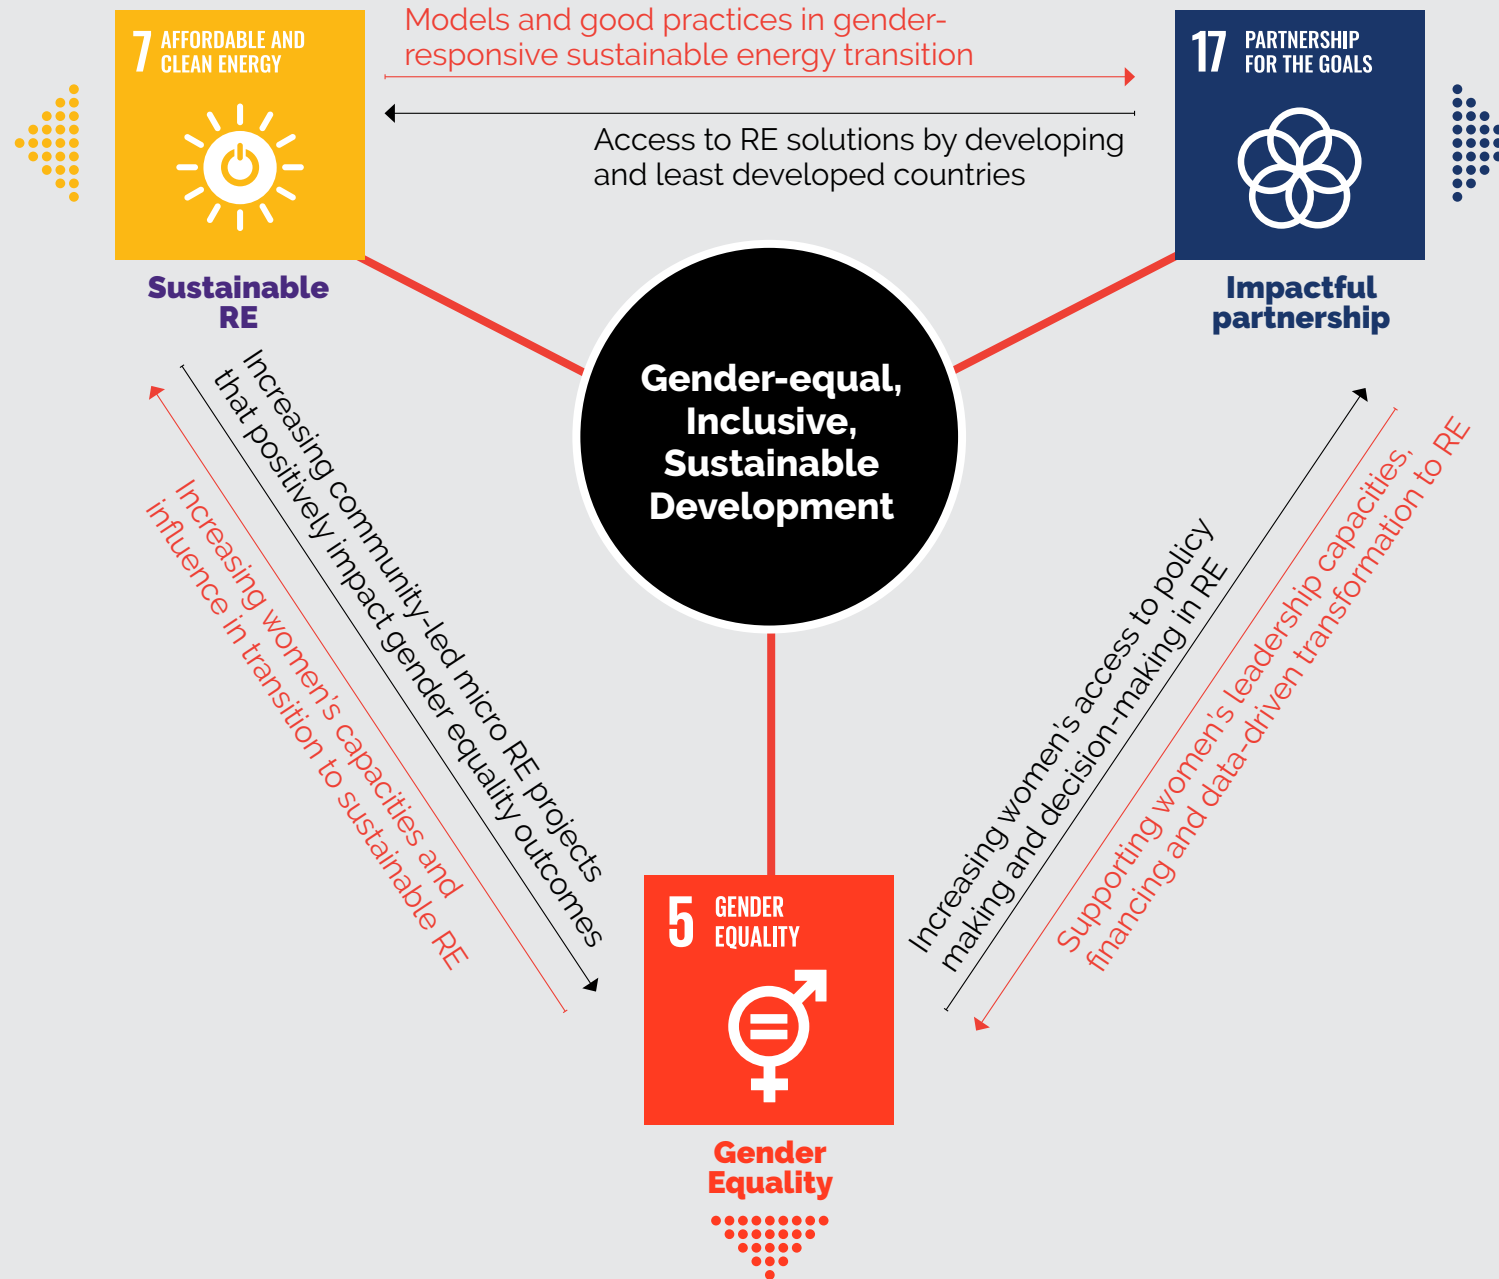 Models and good practices in gender-
responsive sustainable energy transition
7 AFFORDABLE AND
CLEAN ENERGY
17 PARTNERSHIP
FOR THE GOALS
Access to RE solutions by developing
and least developed countries
Sustainable
RE
Impactful
partnership
Gender-equal,
Inclusive,
Sustainable
Development
Increasing community-led micro RE projects
that positively impact gender equality outcomes
Increasing women's capacities and
influence in transition to sustainable RE
Increasing women's access to policy
making and decision-making in RE
Supporting women's leadership capacities,
financing and data-driven transformation to RE
5 GENDER
EQUALITY
Gender
Equality